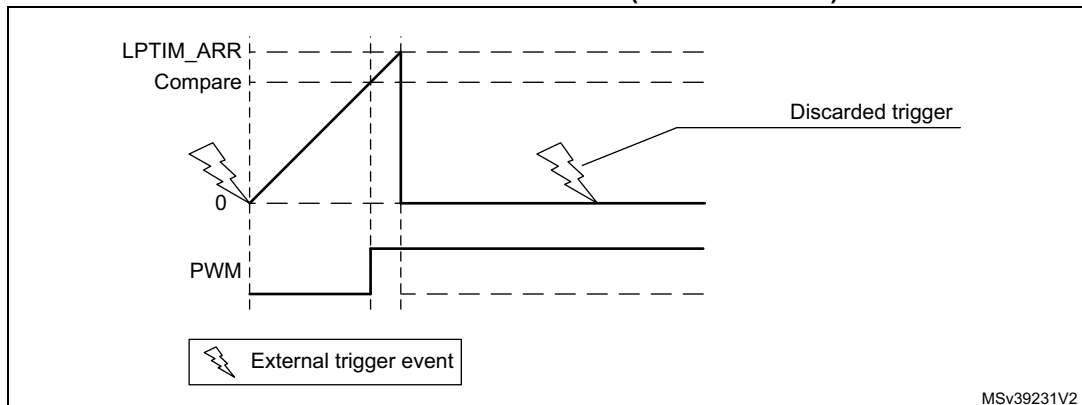 LPTIM_ARR
Compare
Discarded trigger
0
PWM
External trigger event
MSv39231V2